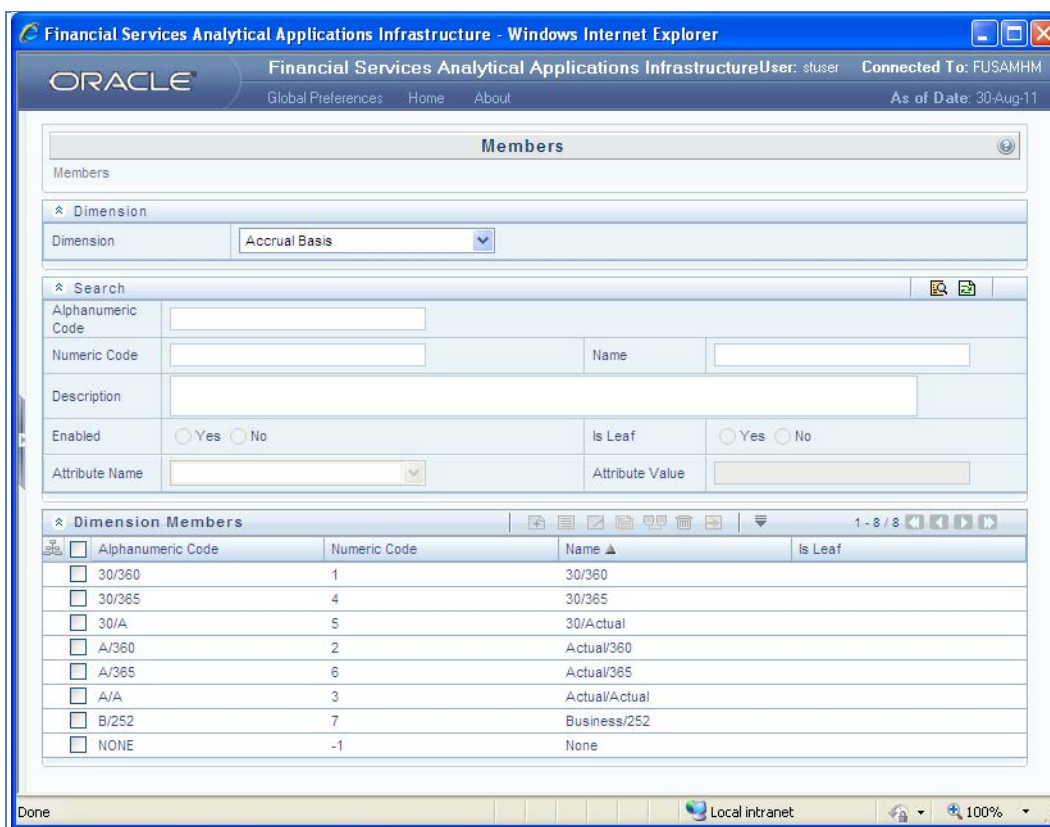 Financial Services Analytical Applications Infrastructure - Windows Internet Explorer
ORACLE Financial Services Analytical Applications Infrastructure User: stuser Connected To: FUSAMHM
Global Preferences Home About As of Date: 30-Aug-11
Members
Members
Dimension
Dimension Accrual Basis
Search
Alphanumeric
Code
Numeric Code Name
Description
Enabled Yes No Is Leaf Yes No
Attribute Name Attribute Value
Dimension Members 1 - 8 / 8
Alphanumeric Code Numeric Code Name Is Leaf
30/360 1 30/360
30/365 4 30/365
30/A 5 30/Actual
A/360 2 Actual/360
A/365 6 Actual/365
A/A 3 Actual/Actual
B/252 7 Business/252
NONE -1 None
Done Local intranet 100%